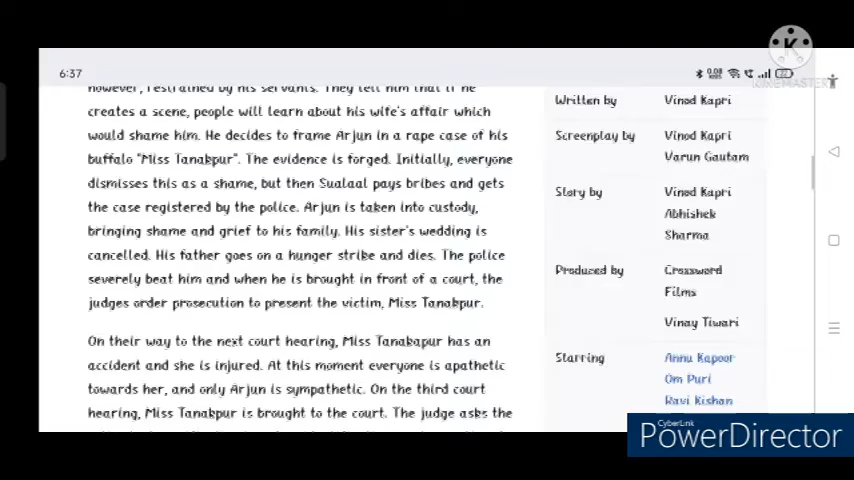 6:37
KINEMASTER
however, restrained by his servants. They tell him that if he
creates a scene, people will learn about his wife's affair which
would shame him. He decides to frame Arjun in a rape case of his
buffalo "Miss Tanakpur". The evidence is forged. Initially, everyone
dismisses this as a shame, but then Sualaal pays bribes and gets
the case registered by the police. Arjun is taken into custody,
bringing shame and grief to his family. His sister's wedding is
cancelled. His father goes on a hunger strike and dies. The police
severely beat him and when he is brought in front of a court, the
judges order prosecution to present the victim, Miss Tanakpur.
On their way to the next court hearing, Miss Tanakapur has an
accident and she is injured. At this moment everyone is apathetic
towards her, and only Arjun is sympathetic. On the third court
hearing, Miss Tanakpur is brought to the court. The judge asks the
Written by Vinod Kapri
Screenplay by Vinod Kapri
Varun Gautam
Story by Vinod Kapri
Abhishek
Sharma
Produced by Crossword
Films
Vinay Tiwari
Starring Annu Kapoor
Om Puri
Ravi Kishan
CyberLink
PowerDirector